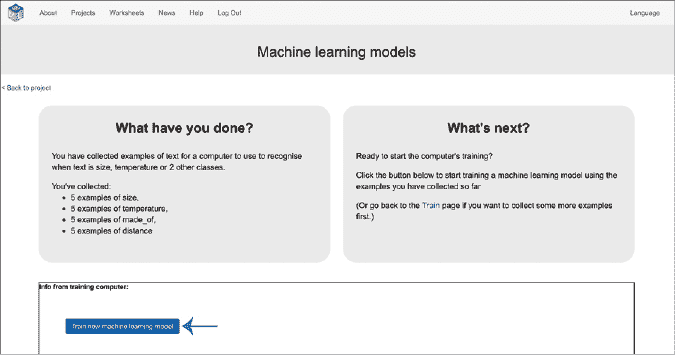 About Projects Worksheets News Help Log Out Language
Machine learning models
< Back to project
What have you done?
You have collected examples of text for a computer to use to recognise
when text is size, temperature or 2 other classes.
You've collected:
• 5 examples of size,
• 5 examples of temperature,
• 5 examples of made_of,
• 5 examples of distance
What's next?
Ready to start the computer's training?
Click the button below to start training a machine learning model using the
examples you have collected so far
(Or go back to the Train page if you want to collect some more examples
first.)
Info from training computer:
Train new machine learning model